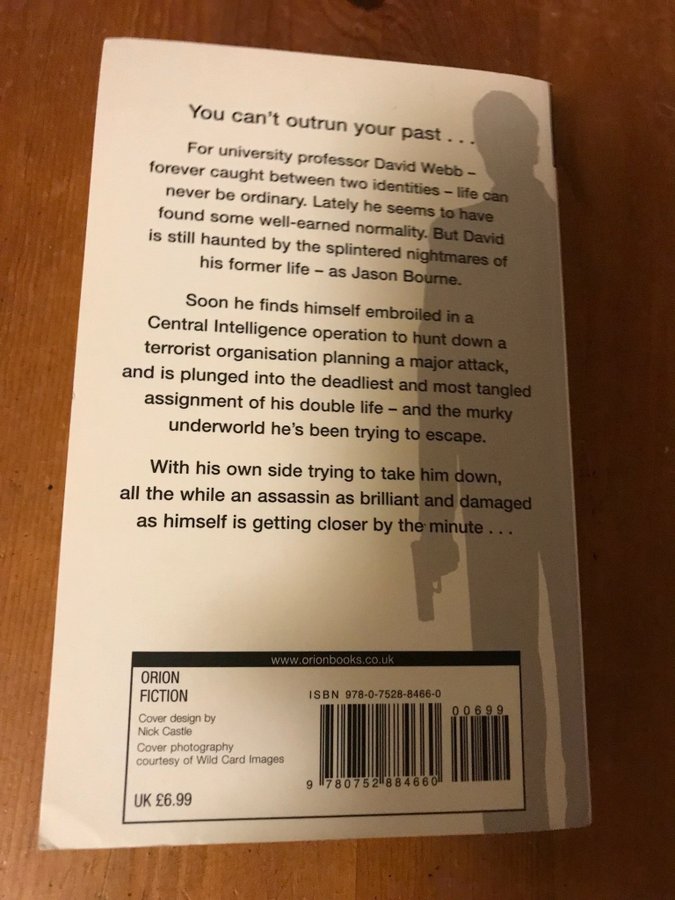 You can't outrun your past . . .
For university professor David Webb –
forever caught between two identities – life can
never be ordinary. Lately he seems to have
found some well-earned normality. But David
is still haunted by the splintered nightmares of
his former life – as Jason Bourne.
Soon he finds himself embroiled in a
Central Intelligence operation to hunt down a
terrorist organisation planning a major attack,
and is plunged into the deadliest and most tangled
assignment of his double life – and the murky
underworld he's been trying to escape.
With his own side trying to take him down,
all the while an assassin as brilliant and damaged
as himself is getting closer by the minute . . .
www.orionbooks.co.uk
ORION
FICTION
Cover design by
Nick Castle
Cover photography
courtesy of Wild Card Images
UK £6.99
ISBN 978-0-7528-8466-0
00699
9 780752 884660